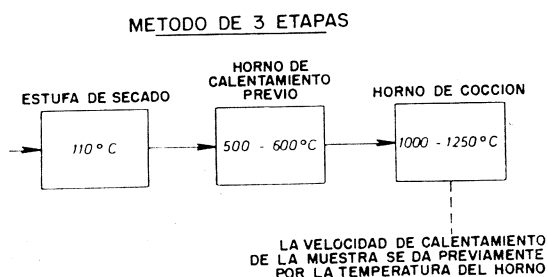 METODO DE 3 ETAPAS
ESTUFA DE SECADO
110° C
HORNO DE
CALENTAMIENTO
PREVIO
500 - 600°C
HORNO DE COCCION
1000 - 1250°C
LA VELOCIDAD DE CALENTAMIENTO
DE LA MUESTRA SE DA PREVIAMENTE
POR LA TEMPERATURA DEL HORNO